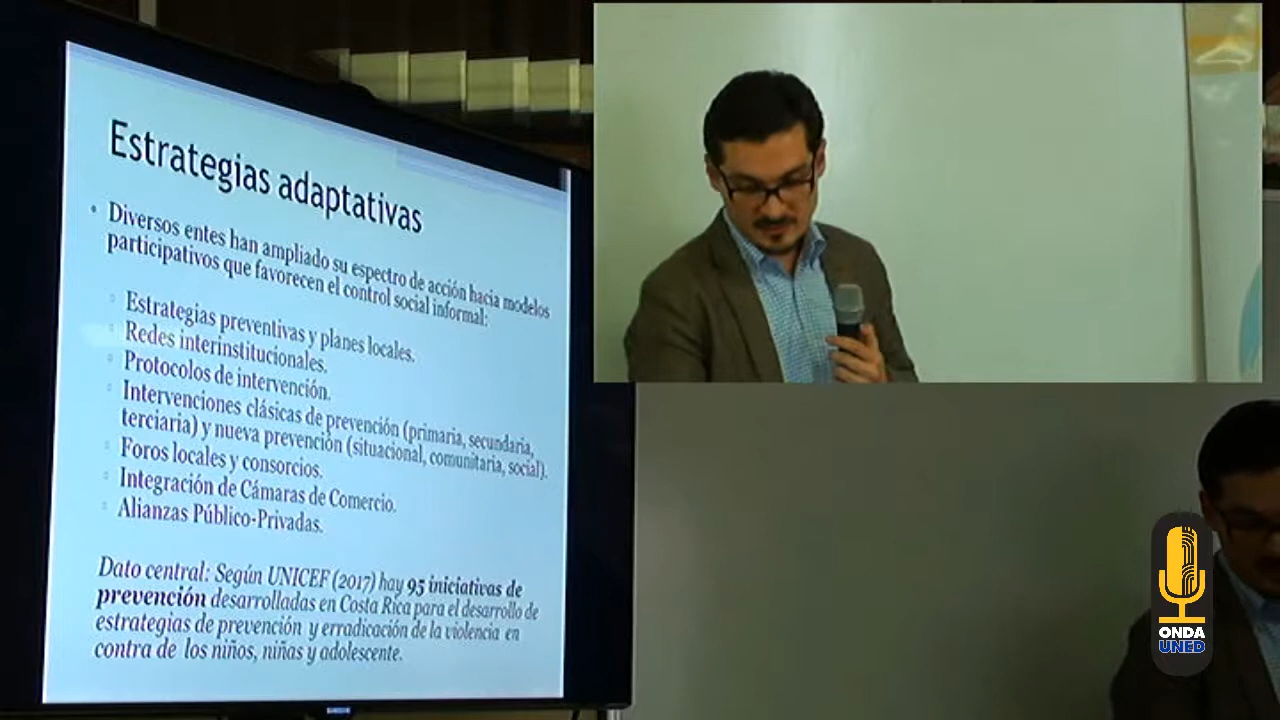 Estrategias adaptativas
• Diversos entes han ampliado su espectro de acción hacia modelos
participativos que favorecen el control social informal:
▫ Estrategias preventivas y planes locales.
▫ Redes interinstitucionales.
▫ Protocolos de intervención.
▫ Intervenciones clásicas de prevención (primaria, secundaria,
terciaria) y nueva prevención (situacional, comunitaria, social).
▫ Foros locales y consorcios.
▫ Integración de Cámaras de Comercio.
▫ Alianzas Público-Privadas.
Dato central: Según UNICEF (2017) hay 95 iniciativas de
prevención desarrolladas en Costa Rica para el desarrollo de
estrategias de prevención y erradicación de la violencia en
contra de los niños, niñas y adolescente.
ONDA
UNED